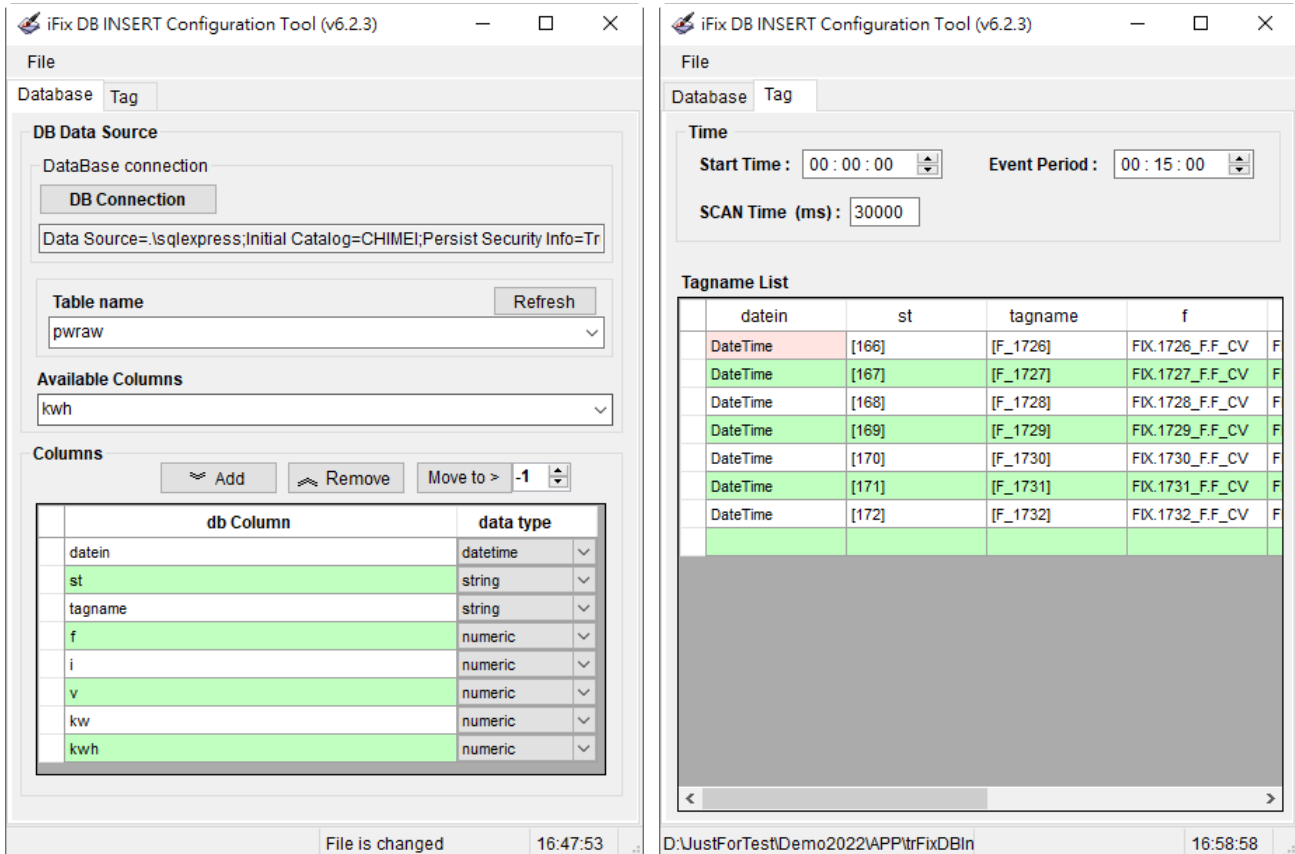 iFix DB INSERT Configuration Tool (v6.2.3)
File
Database Tag
DB Data Source
DataBase connection
DB Connection
Data Source=.\sqlexpress;Initial Catalog=CHIMEI;Persist Security Info=Tr
Table name Refresh
pwraw
Available Columns
kwh
Columns
Add Remove Move to > -1
db Column data type
datein datetime
st string
tagname string
f numeric
i numeric
v numeric
kw numeric
kwh numeric
File is changed 16:47:53
iFix DB INSERT Configuration Tool (v6.2.3)
File
Database Tag
Time
Start Time : 00 : 00 : 00 Event Period : 00 : 15 : 00
SCAN Time (ms) : 30000
Tagname List
datein st tagname f
DateTime [166] [F_1726] FIX.1726_F.F_CV F
DateTime [167] [F_1727] FIX.1727_F.F_CV F
DateTime [168] [F_1728] FIX.1728_F.F_CV F
DateTime [169] [F_1729] FIX.1729_F.F_CV F
DateTime [170] [F_1730] FIX.1730_F.F_CV F
DateTime [171] [F_1731] FIX.1731_F.F_CV F
DateTime [172] [F_1732] FIX.1732_F.F_CV F
D:\JustForTest\Demo2022\APP\trFixDBIn 16:58:58